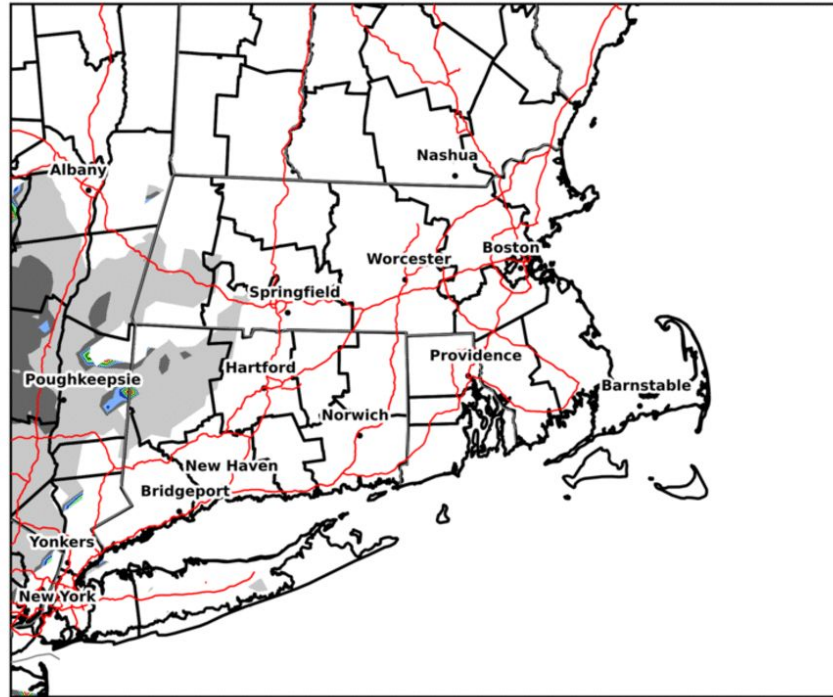 Nashua
Albany
Boston
Worcester
Springfield
Providence
Hartford
Poughkeepsie
Barnstable
Norwich
New Haven
Bridgeport
Yonkers
New York